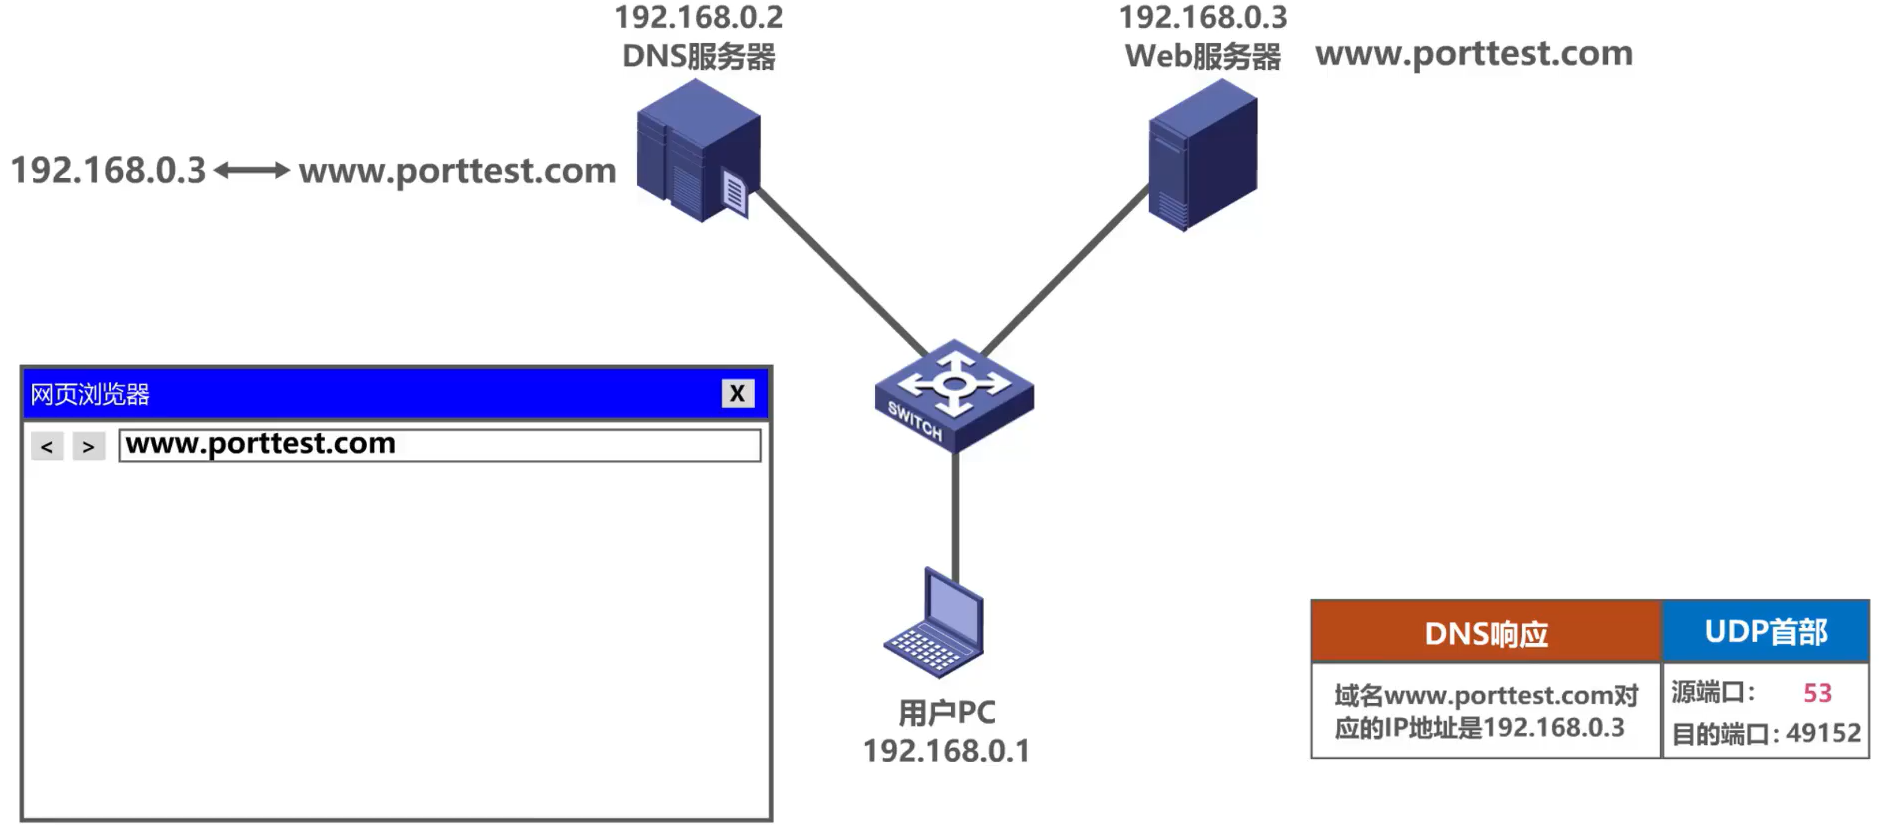 192.168.0.2
DNS服务器
192.168.0.3
Web服务器
www.porttest.com
192.168.0.3
www.porttest.com
网页浏览器
X
<
>
www.porttest.com
SWITCH
用户PC
192.168.0.1
DNS响应
UDP首部
域名www.porttest.com对
应的IP地址是192.168.0.3
源端口： 53
目的端口：49152